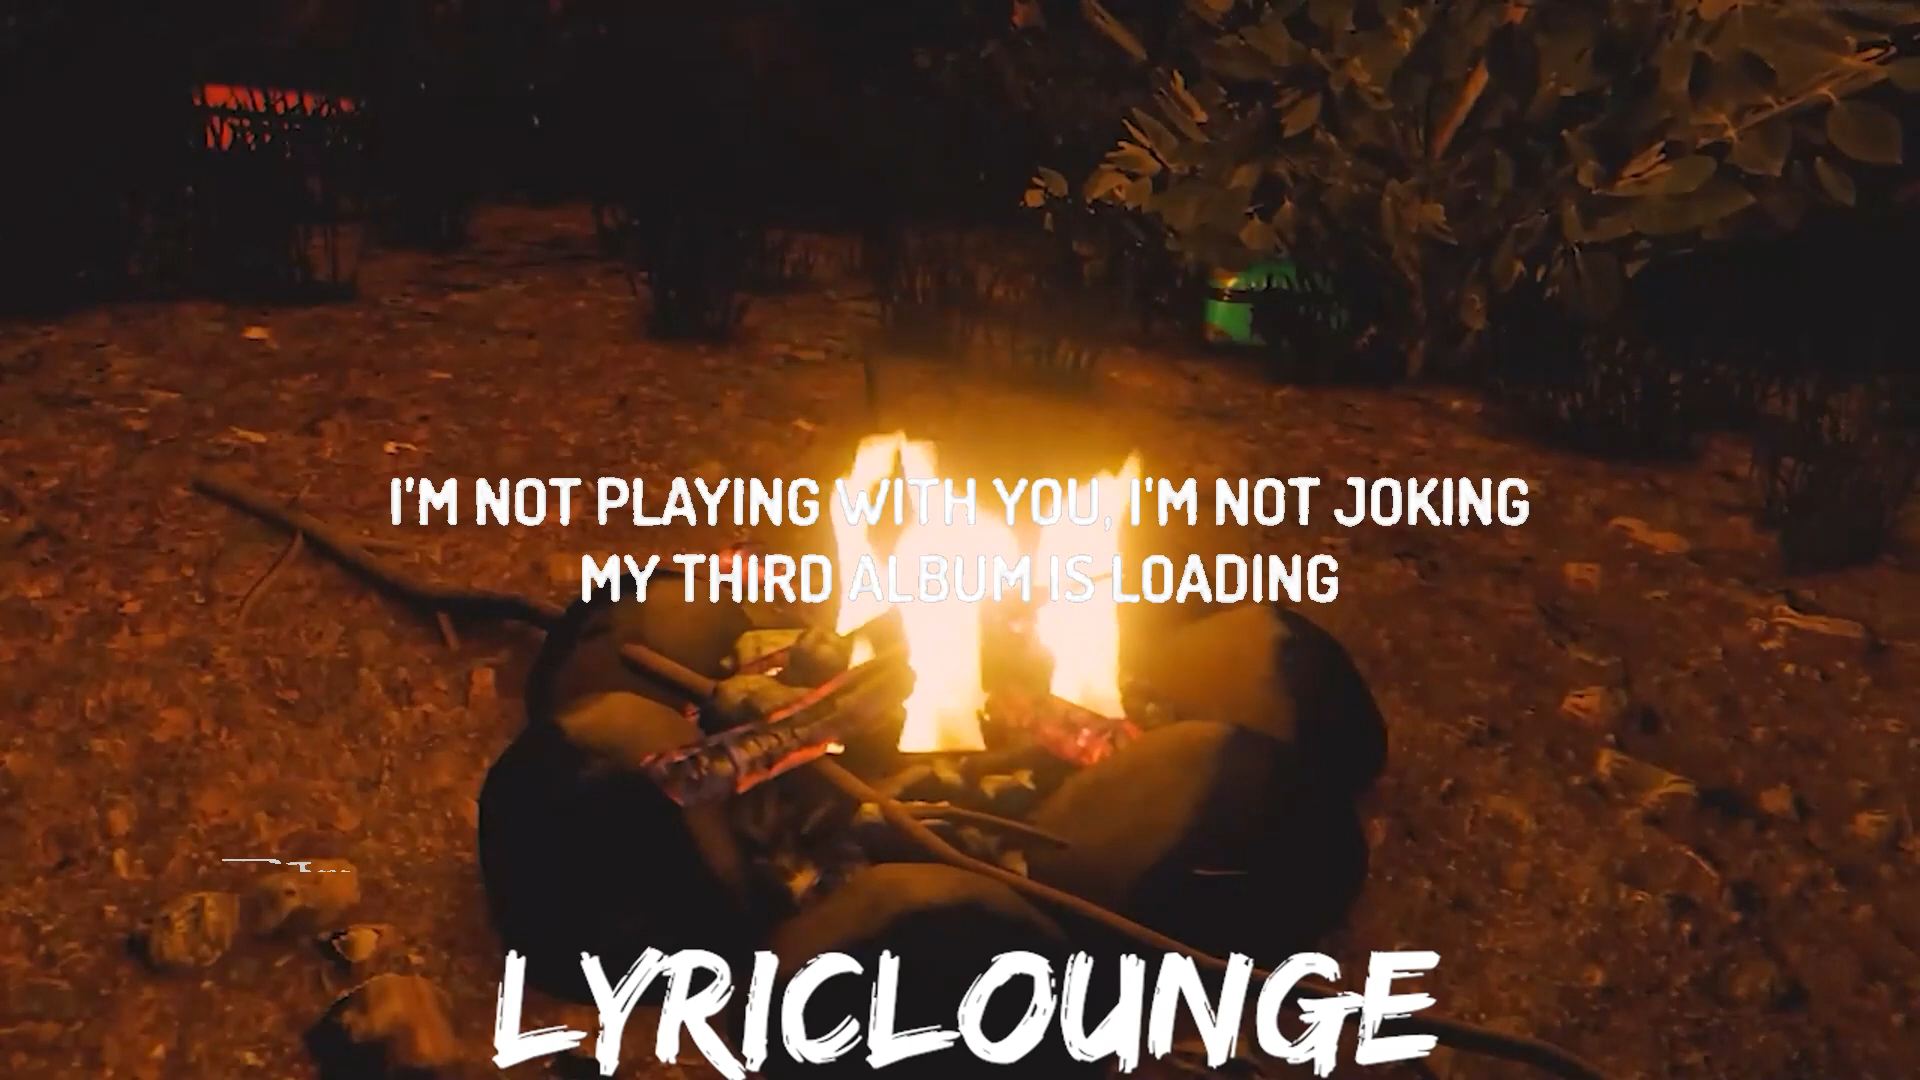 I'M NOT PLAYING WITH YOU, I'M NOT JOKING
MY THIRD ALBUM IS LOADING
LYRICLOUNGE